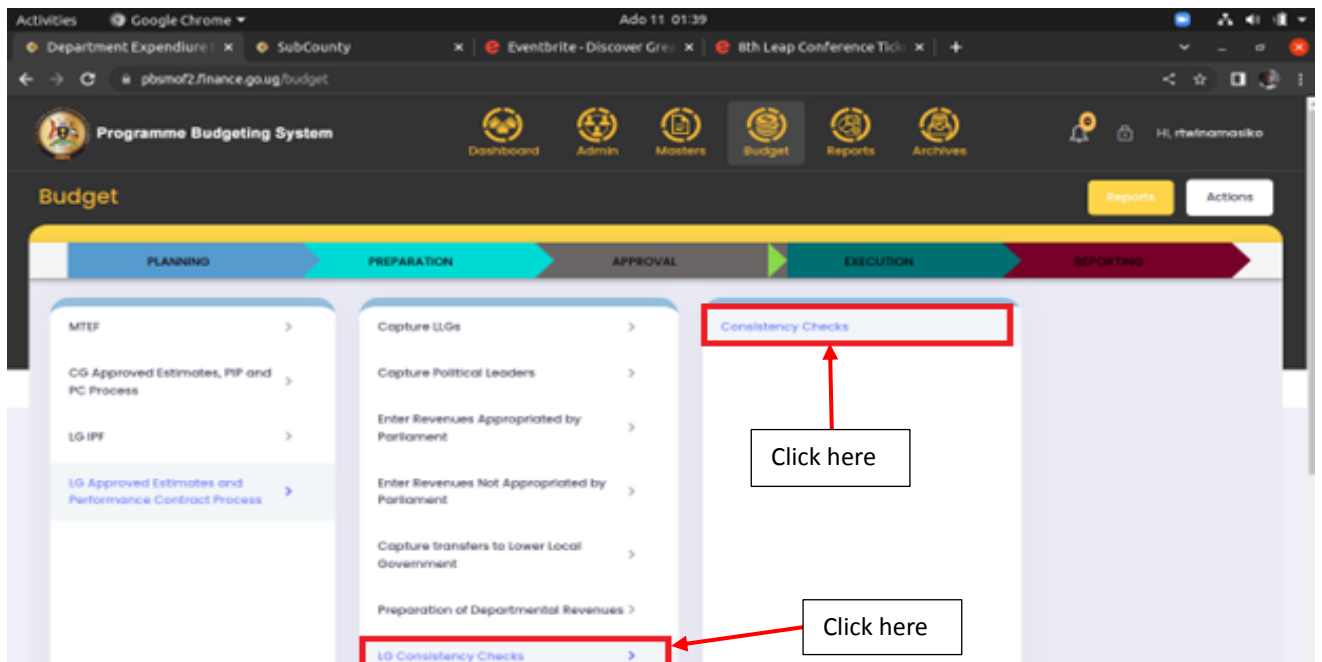 Activities Google Chrome Ado 11 01:39
Department Expendiure SubCounty Eventbrite - Discover Gre 8th Leap Conference Tick
pbsmof2.finance.go.ug/budget
Programme Budgeting System
Dashboard Admin Masters Budget Reports Archives
0
Hi, rtwinamasiko
Budget
Reports Actions
PLANNING PREPARATION APPROVAL EXECUTION REPORTING
MTEF
CG Approved Estimates, PIP and
PC Process
LG IPF
LG Approved Estimates and
Performance Contract Process
Capture LLGs
Capture Political Leaders
Enter Revenues Appropriated by
Parliament
Enter Revenues Not Appropriated by
Parliament
Capture transfers to Lower Local
Government
Preparation of Departmental Revenues
LG Consistency Checks
Consistency Checks
Click here
Click here